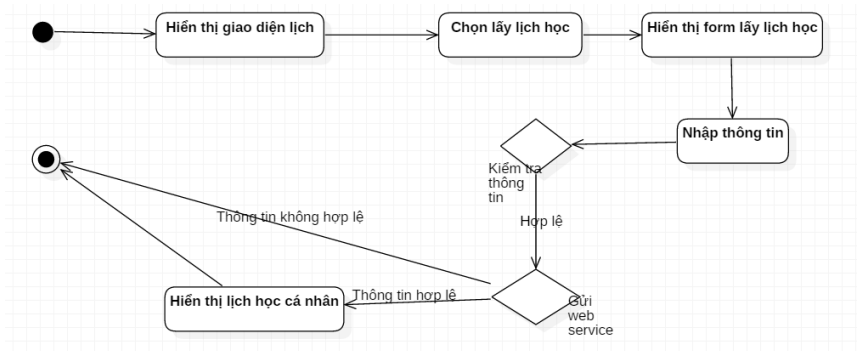 Hiển thị giao diện lịch
Chọn lấy lịch học
Hiển thị form lấy lịch học
Nhập thông tin
Kiểm tra
thông
tin
Hợp lệ
Thông tin không hợp lệ
Thông tin hợp lệ
Hiển thị lịch học cá nhân
Gửi
web
service